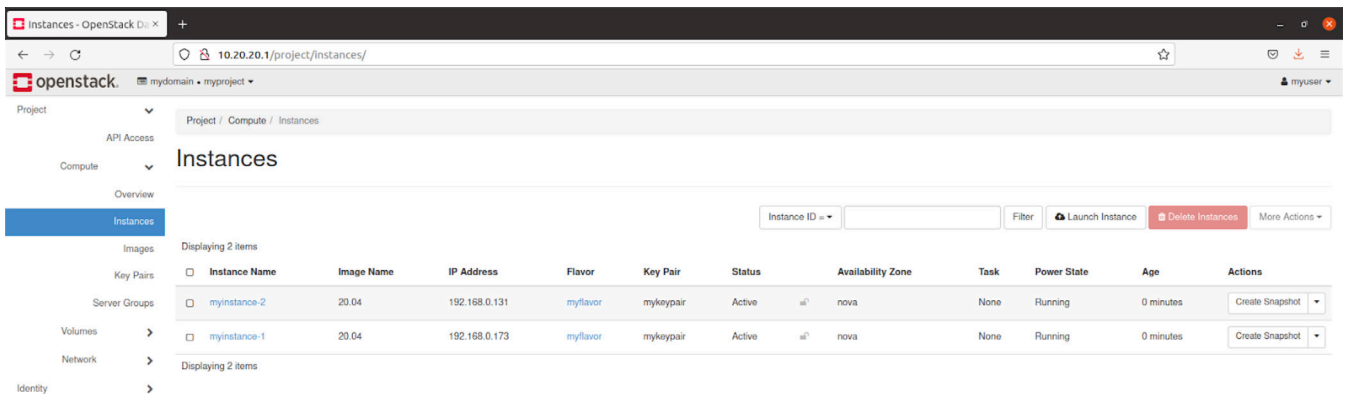 Instances - OpenStack Da × +
10.20.20.1/project/instances/
openstack. mydomain • myproject myuser
Project
API Access
Compute
Overview
Instances
Images
Key Pairs
Server Groups
Volumes
Network
Identity
Project / Compute / Instances
Instances
Instance ID = Filter Launch Instance Delete Instances More Actions
Displaying 2 items
Instance Name Image Name IP Address Flavor Key Pair Status Availability Zone Task Power State Age Actions
myinstance-2 20.04 192.168.0.131 myflavor mykeypair Active nova None Running 0 minutes Create Snapshot
myinstance-1 20.04 192.168.0.173 myflavor mykeypair Active nova None Running 0 minutes Create Snapshot
Displaying 2 items